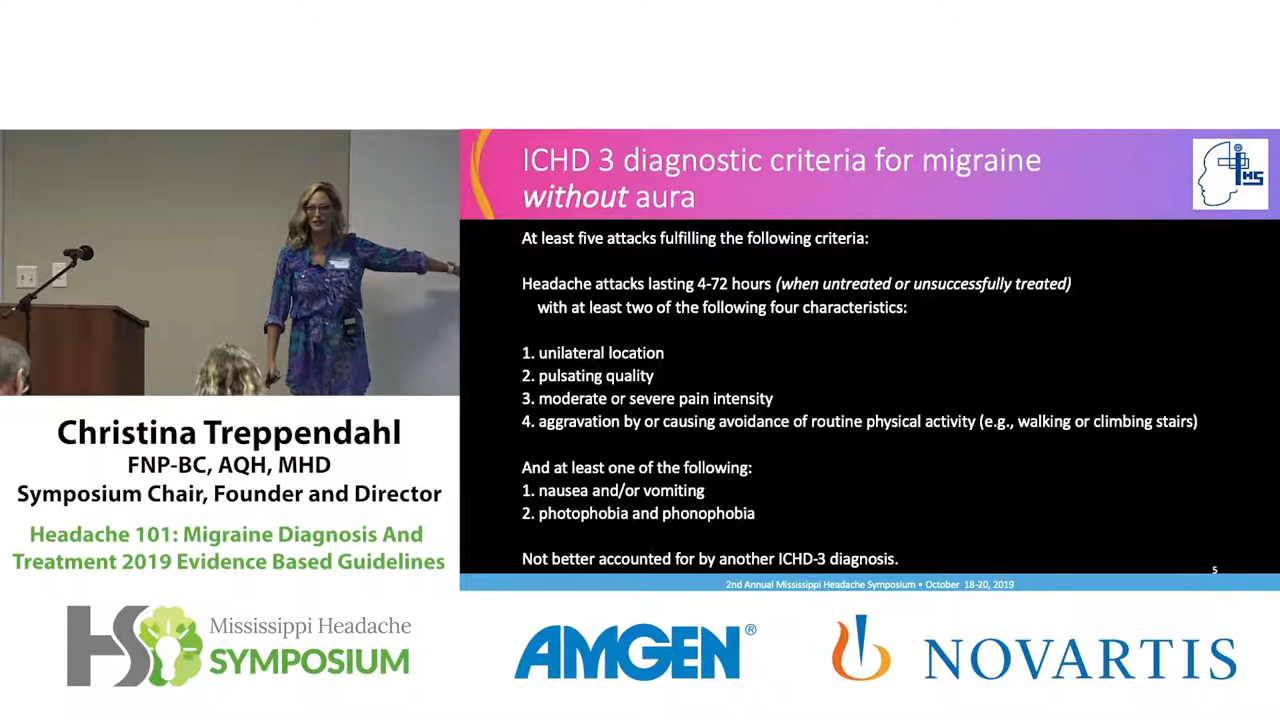 ICHD 3 diagnostic criteria for migraine
without aura
IHS
At least five attacks fulfilling the following criteria:
Headache attacks lasting 4-72 hours (when untreated or unsuccessfully treated)
with at least two of the following four characteristics:
1. unilateral location
2. pulsating quality
3. moderate or severe pain intensity
4. aggravation by or causing avoidance of routine physical activity (e.g., walking or climbing stairs)
And at least one of the following:
1. nausea and/or vomiting
2. photophobia and phonophobia
Not better accounted for by another ICHD-3 diagnosis.
5
2nd Annual Mississippi Headache Symposium • October 18-20, 2019
Christina Treppendahl
FNP-BC, AQH, MHD
Symposium Chair, Founder and Director
Headache 101: Migraine Diagnosis And
Treatment 2019 Evidence Based Guidelines
HS
Mississippi Headache
SYMPOSIUM
AMGEN®
NOVARTIS